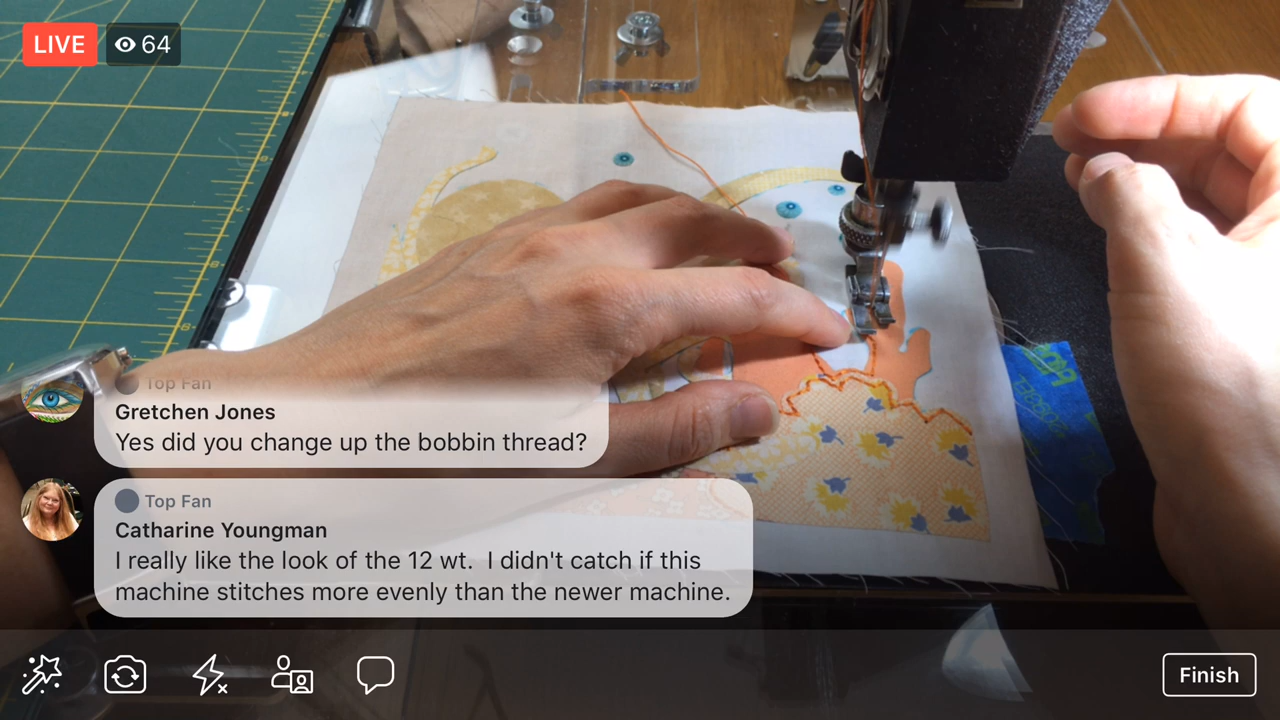 LIVE
64
Top Fan
Gretchen Jones
Yes did you change up the bobbin thread?
Top Fan
Catharine Youngman
I really like the look of the 12 wt. I didn't catch if this
machine stitches more evenly than the newer machine.
Finish